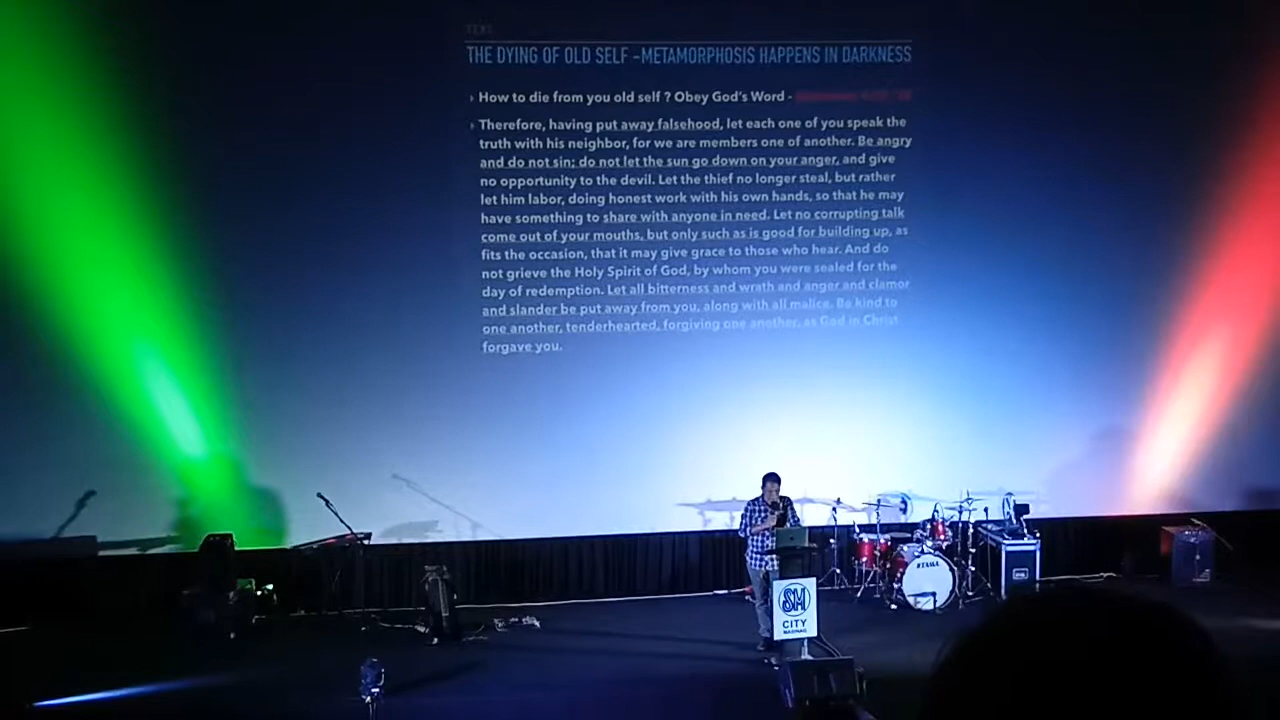 TEXT
THE DYING OF OLD SELF - METAMORPHOSIS HAPPENS IN DARKNESS
› How to die from you old self ? Obey God's Word -
› Therefore, having put away falsehood, let each one of you speak the
truth with his neighbor, for we are members one of another. Be angry
and do not sin; do not let the sun go down on your anger, and give
no opportunity to the devil. Let the thief no longer steal, but rather
let him labor, doing honest work with his own hands, so that he may
have something to share with anyone in need. Let no corrupting talk
come out of your mouths, but only such as is good for building up, as
fits the occasion, that it may give grace to those who hear. And do
not grieve the Holy Spirit of God, by whom you were sealed for the
day of redemption. Let all bitterness and wrath and anger and clamor
and slander be put away from you, along with all malice. Be kind to
one another, tenderhearted, forgiving one another, as God in Christ
forgave you.
TAMA
SM
CITY
MASINAG